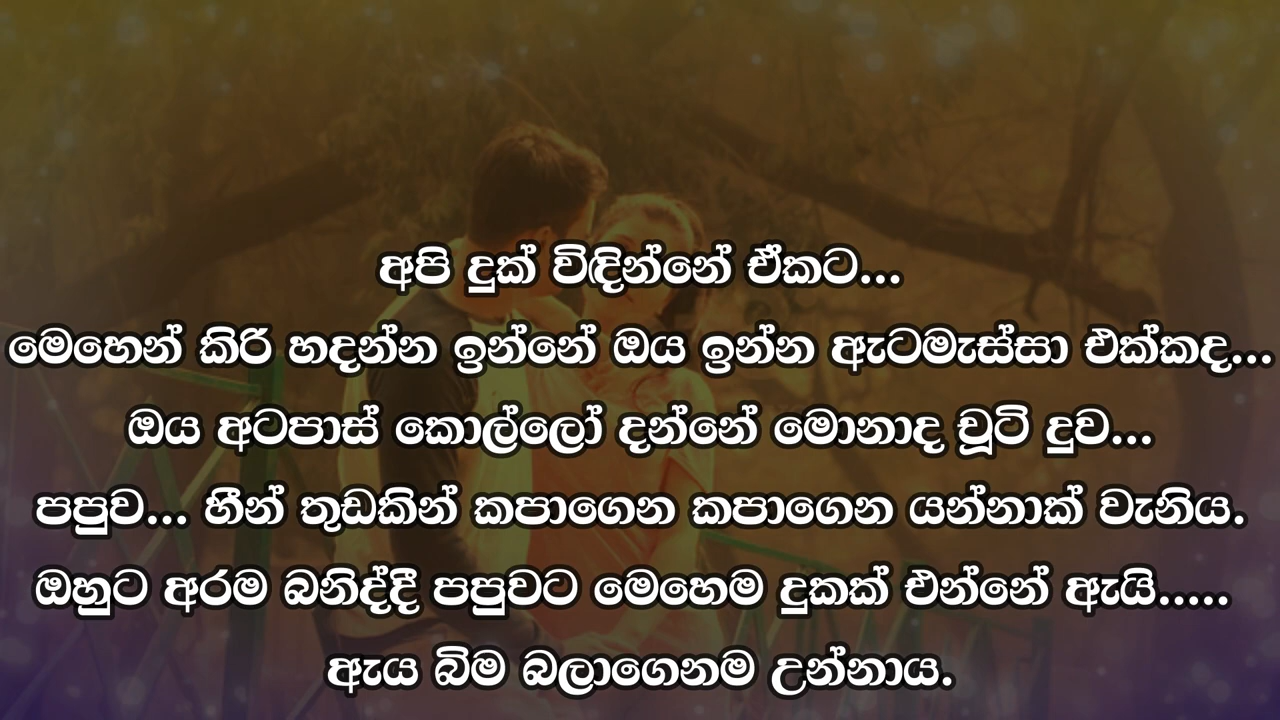 අපි දුක් විඳින්නේ ඒකට...
මෙහෙන් කිරි හදන්න ඉන්නේ ඔය ඉන්න ඇටමැස්සා එක්කද...
ඔය අටපාස් කොල්ලෝ දන්නේ මොනාද චූටි දුව...
පපුව... හීන් තුඩකින් කපාගෙන කපාගෙන යන්නාක් වැනිය.
ඔහුට අරම බනිද්දී පපුවට මෙහෙම දුකක් එන්නේ ඇයි.....
ඇය බිම බලාගෙනම උන්නාය.